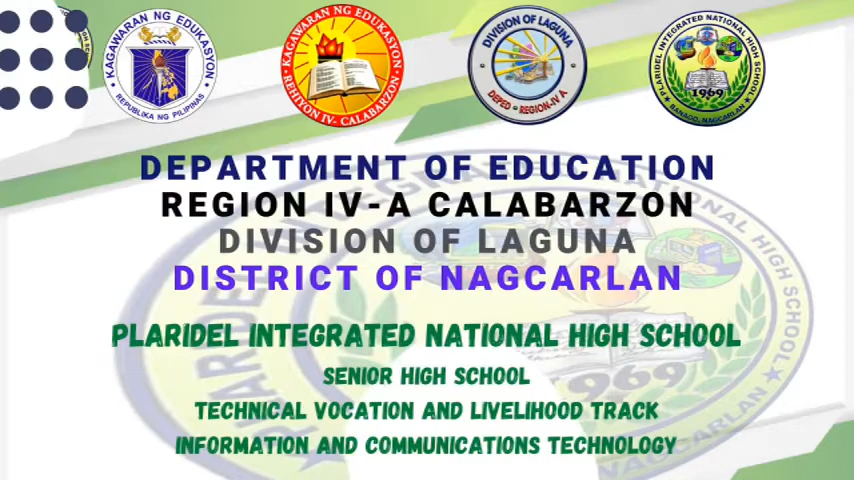 KAGAWARAN NG EDUKASYON
REPUBLIKA NG PILIPINAS
KAGAWARAN NG EDUKASYON
REHIYON IV- CALABARZON
DIVISION OF LAGUNA
DEPED - REGION-IV A
PLARIDEL INTEGRATED NATIONAL HIGH SCHOOL
1969
BANAGO, NAGCARLAN
DEPARTMENT OF EDUCATION
REGION IV-A CALABARZON
DIVISION OF LAGUNA
DISTRICT OF NAGCARLAN
PLARIDEL INTEGRATED NATIONAL HIGH SCHOOL
SENIOR HIGH SCHOOL
TECHNICAL VOCATION AND LIVELIHOOD TRACK
INFORMATION AND COMMUNICATIONS TECHNOLOGY